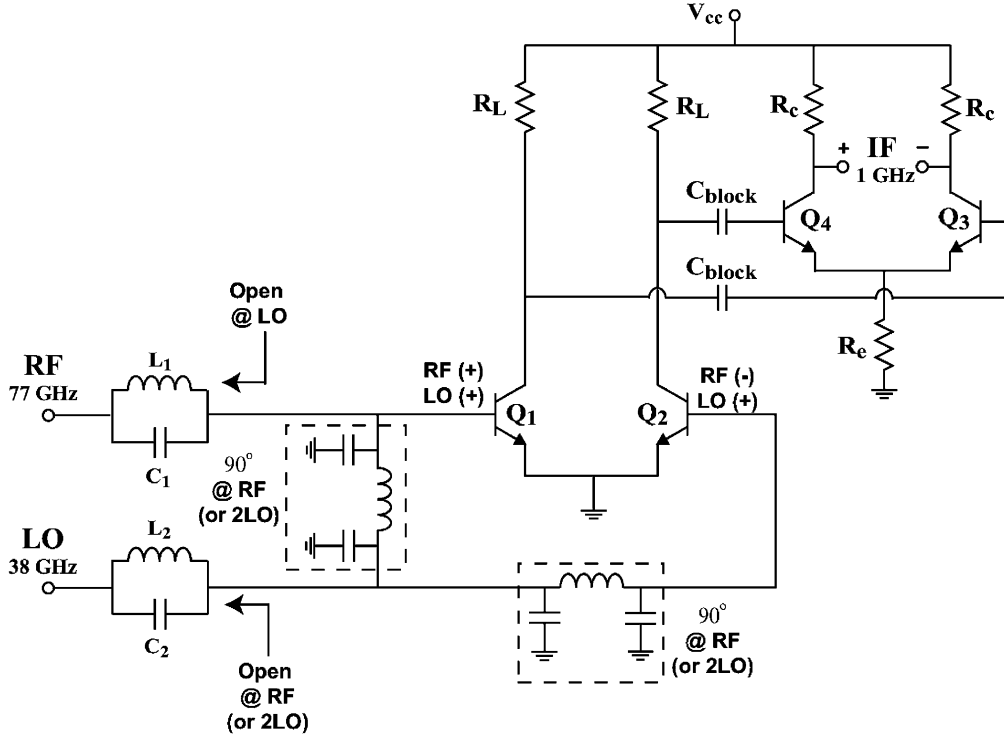 Vcc
RL
RL
Rc
Rc
+ IF −
1 GHz
Cblock
Q4
Q3
Cblock
Open
@ LO
Re
RF
77 GHz
L1
RF (+)
LO (+)
RF (-)
LO (+)
Q1
Q2
C1
90°
@ RF
(or 2LO)
LO
38 GHz
L2
C2
90°
@ RF
(or 2LO)
Open
@ RF
(or 2LO)